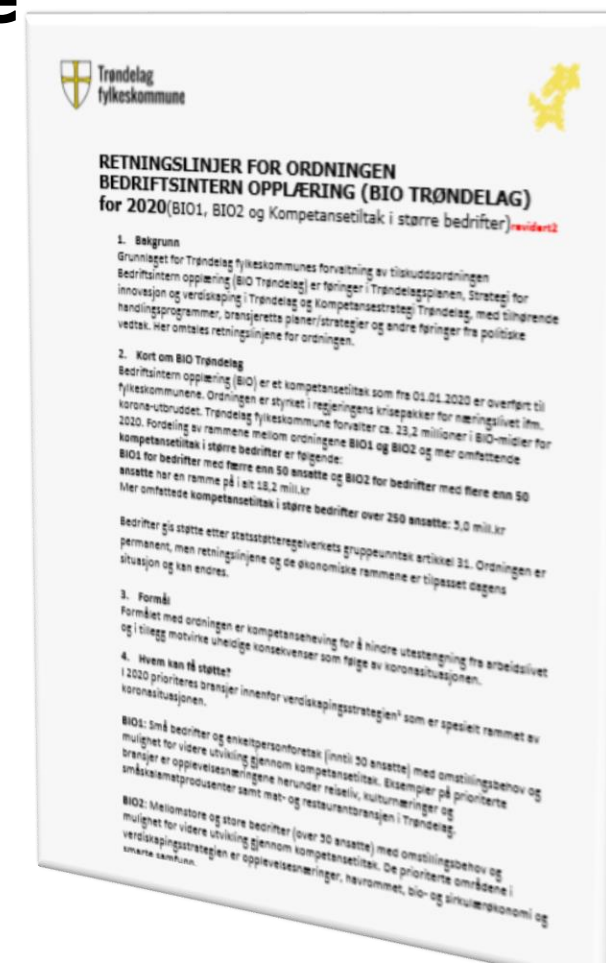 e
Trøndelag
fylkeskommune
RETNINGSLINJER FOR ORDNINGEN
BEDRIFTSINTERN OPPLÆRING (BIO TRØNDELAG)
for 2020(BIO1, BIO2 og Kompetansetiltak i større bedrifter)revidert2
1. Bakgrunn
Grunnlaget for Trøndelag fylkeskommunes forvaltning av tilskuddsordningen
Bedriftsintern opplæring (BIO Trøndelag) er føringer i Trøndelagsplanen, Strategi for
innovasjon og verdiskaping i Trøndelag og Kompetansestrategi Trøndelag, med tilhørende
handlingsprogrammer, bransjeretta planer/strategier og andre føringer fra politiske
vedtak. Her omtales retningslinjene for ordningen.
2. Kort om BIO Trøndelag
Bedriftsintern opplæring (BIO) er et kompetansetiltak som fra 01.01.2020 er overført til
fylkeskommunene. Ordningen er styrket i regjeringens krisepakker for næringslivet ifm.
korona-utbruddet. Trøndelag fylkeskommune forvalter ca. 23,2 millioner i BIO-midler for
2020. Fordeling av rammene mellom ordningene BIO1 og BIO2 og mer omfattende
kompetansetiltak i større bedrifter er følgende:
BIO1 for bedrifter med færre enn 50 ansatte og BIO2 for bedrifter med flere enn 50
ansatte har en ramme på i alt 18,2 mill.kr
Mer omfattede kompetansetiltak i større bedrifter over 250 ansatte: 5,0 mill.kr
Bedrifter gis støtte etter statsstøtteregelverkets gruppeunntak artikkel 31. Ordningen er
permanent, men retningslinjene og de økonomiske rammene er tilpasset dagens
situasjon og kan endres.
3. Formål
Formålet med ordningen er kompetanseheving for å hindre utestengning fra arbeidslivet
og i tillegg motvirke uheldige konsekvenser som følge av koronasituasjonen.
4. Hvem kan få støtte?
I 2020 prioriteres bransjer innenfor verdiskapingsstrategien som er spesielt rammet av
koronasituasjonen.
BIO1: Små bedrifter og enkeltpersonforetak (inntil 50 ansatte) med omstillingsbehov og
mulighet for videre utvikling gjennom kompetansetiltak. Eksempler på prioriterte
bransjer er opplevelsesnæringene herunder reiseliv, kulturnæringer og
småskalamatprodusenter samt mat- og restaurantbransjen i Trøndelag.
BIO2: Mellomstore og store bedrifter (over 50 ansatte) med omstillingsbehov og
mulighet for videre utvikling gjennom kompetansetiltak. De prioriterte områdene i
verdiskapingsstrategien er opplevelsesnæringer, havrommet, bio- og sirkulærøkonomi og
smarte samfunn.